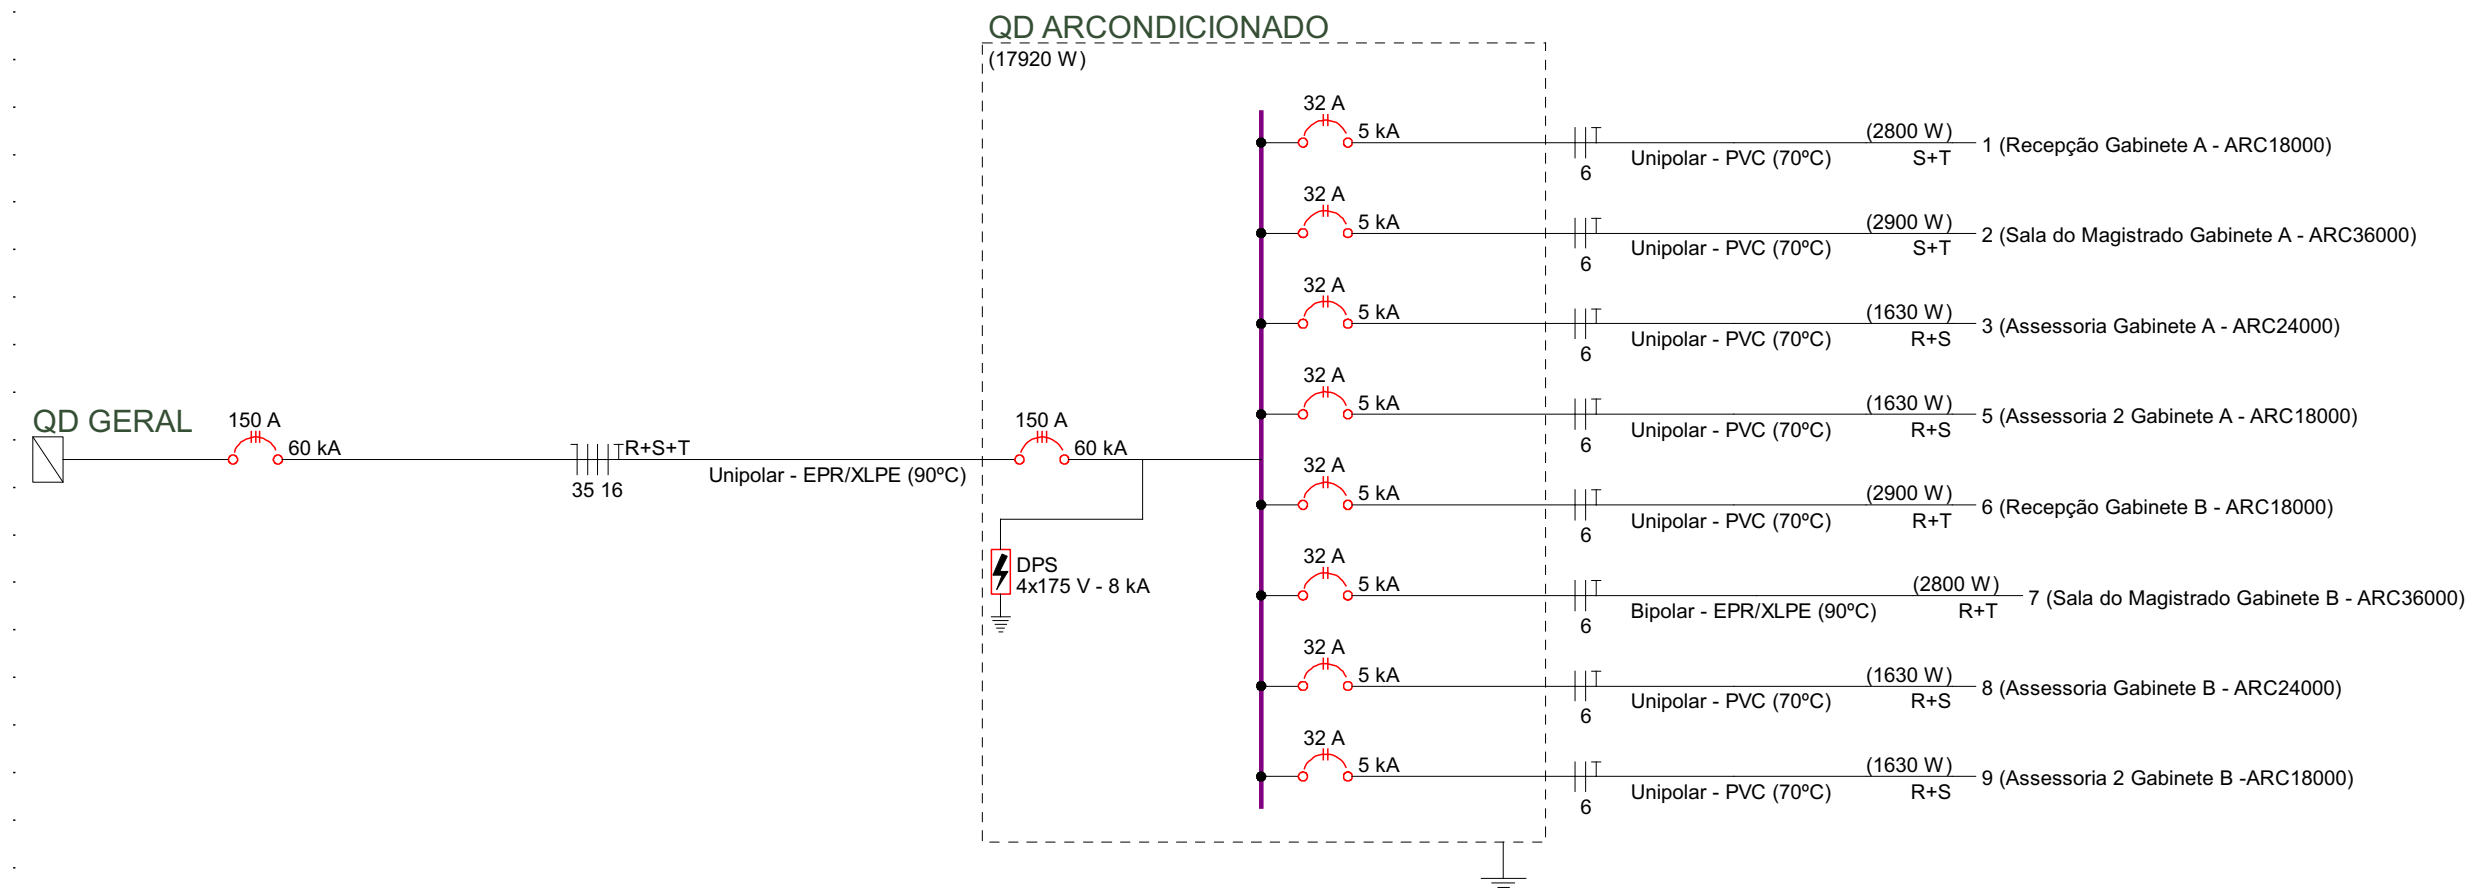 QD ARCONDICIONADO
(17920 W)
QD GERAL
150 A
60 kA
R+S+T
35 16
Unipolar - EPR/XLPE (90ºC)
150 A
60 kA
DPS
4x175 V - 8 kA
32 A
5 kA
6
Unipolar - PVC (70ºC)
(2800 W)
S+T
1 (Recepção Gabinete A - ARC18000)
32 A
5 kA
6
Unipolar - PVC (70ºC)
(2900 W)
S+T
2 (Sala do Magistrado Gabinete A - ARC36000)
32 A
5 kA
6
Unipolar - PVC (70ºC)
(1630 W)
R+S
3 (Assessoria Gabinete A - ARC24000)
32 A
5 kA
6
Unipolar - PVC (70ºC)
(1630 W)
R+S
5 (Assessoria 2 Gabinete A - ARC18000)
32 A
5 kA
6
Unipolar - PVC (70ºC)
(2900 W)
R+T
6 (Recepção Gabinete B - ARC18000)
32 A
5 kA
6
Bipolar - EPR/XLPE (90ºC)
(2800 W)
R+T
7 (Sala do Magistrado Gabinete B - ARC36000)
32 A
5 kA
6
Unipolar - PVC (70ºC)
(1630 W)
R+S
8 (Assessoria Gabinete B - ARC24000)
32 A
5 kA
6
Unipolar - PVC (70ºC)
(1630 W)
R+S
9 (Assessoria 2 Gabinete B -ARC18000)